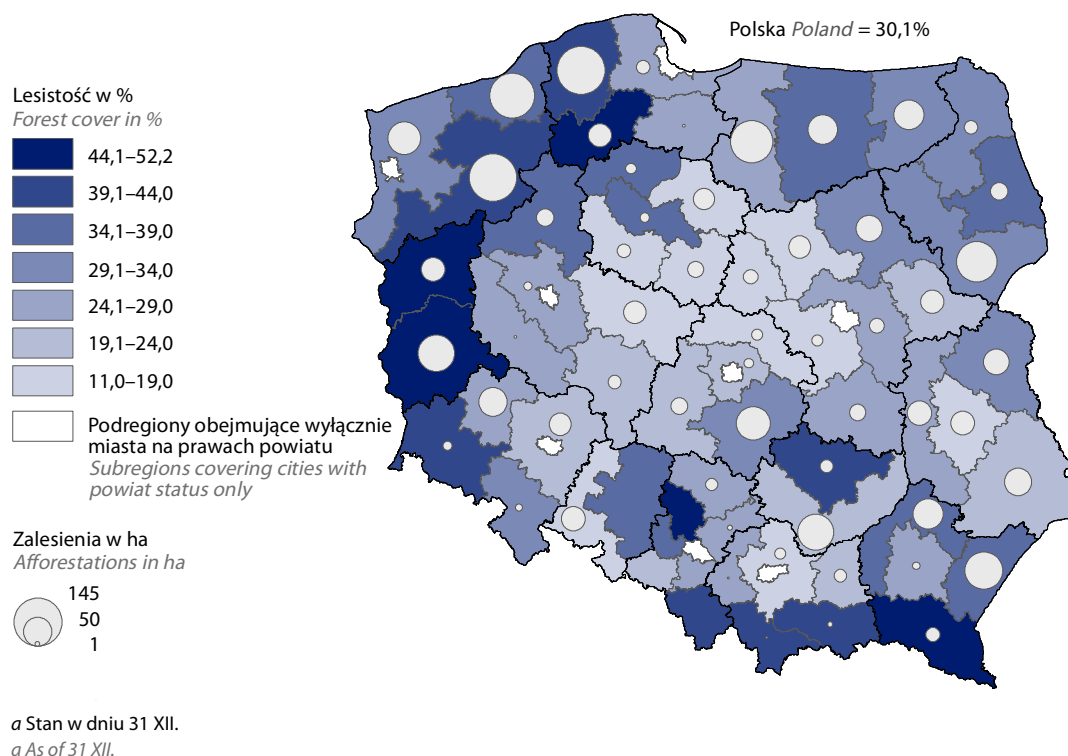 Polska Poland = 30,1%
Lesistość w %
Forest cover in %
44,1–52,2
39,1–44,0
34,1–39,0
29,1–34,0
24,1–29,0
19,1–24,0
11,0–19,0
Podregiony obejmujące wyłącznie
miasta na prawach powiatu
Subregions covering cities with
powiat status only
Zalesienia w ha
Afforestations in ha
145
50
1
a Stan w dniu 31 XII.
a As of 31 XII.